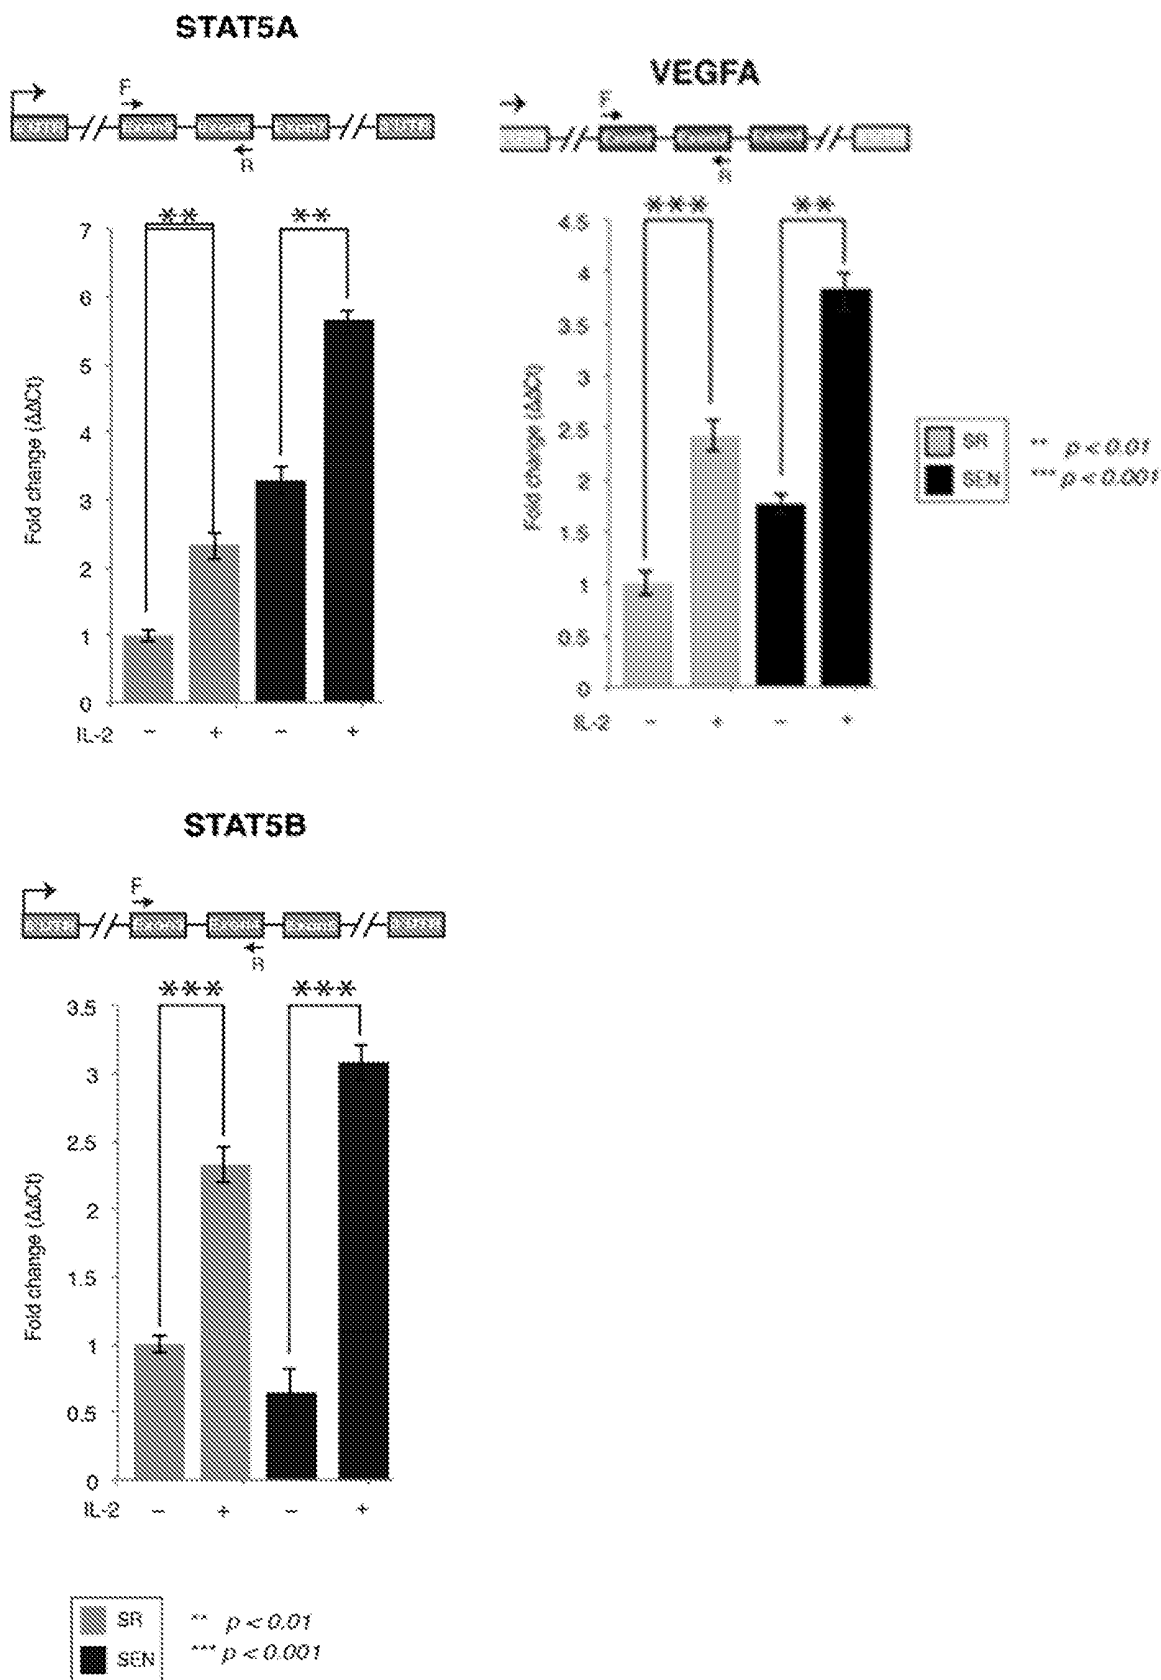 STAT5A
F
R
**
**
7
6
5
4
3
2
1
0
Fold change (ΔΔCt)
IL-2 – + – +
VEGFA
F
R
***
**
4.5
4
3.5
3
2.5
2
1.5
1
0.5
0
Fold change (ΔΔCt)
IL-2 – + – +
SR ** p < 0.01
SEN *** p < 0.001
STAT5B
F
R
***
***
3.5
3
2.5
2
1.5
1
0.5
0
Fold change (ΔΔCt)
IL-2 – + – +
SR ** p < 0.01
SEN *** p < 0.001